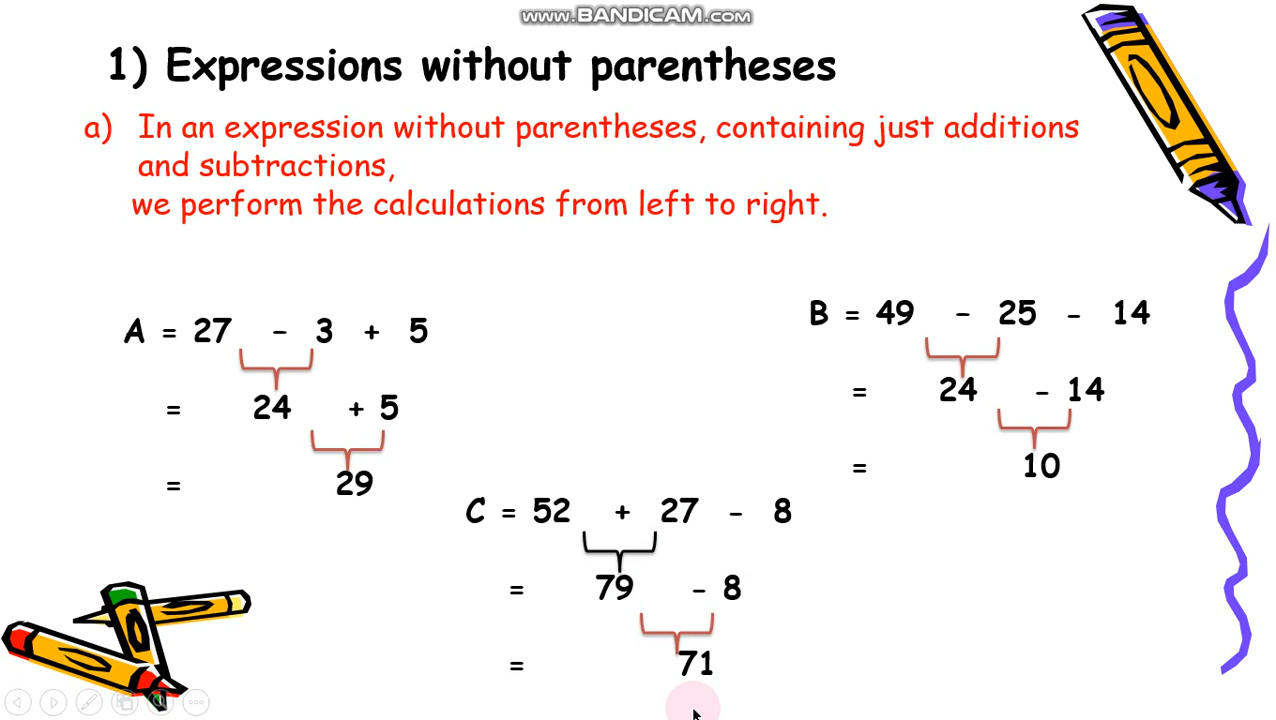 www.BANDICAM.com
1) Expressions without parentheses
a) In an expression without parentheses, containing just additions
and subtractions,
we perform the calculations from left to right.
A = 27 - 3 + 5
= 24 + 5
= 29
B = 49 - 25 - 14
= 24 - 14
= 10
C = 52 + 27 - 8
= 79 - 8
= 71